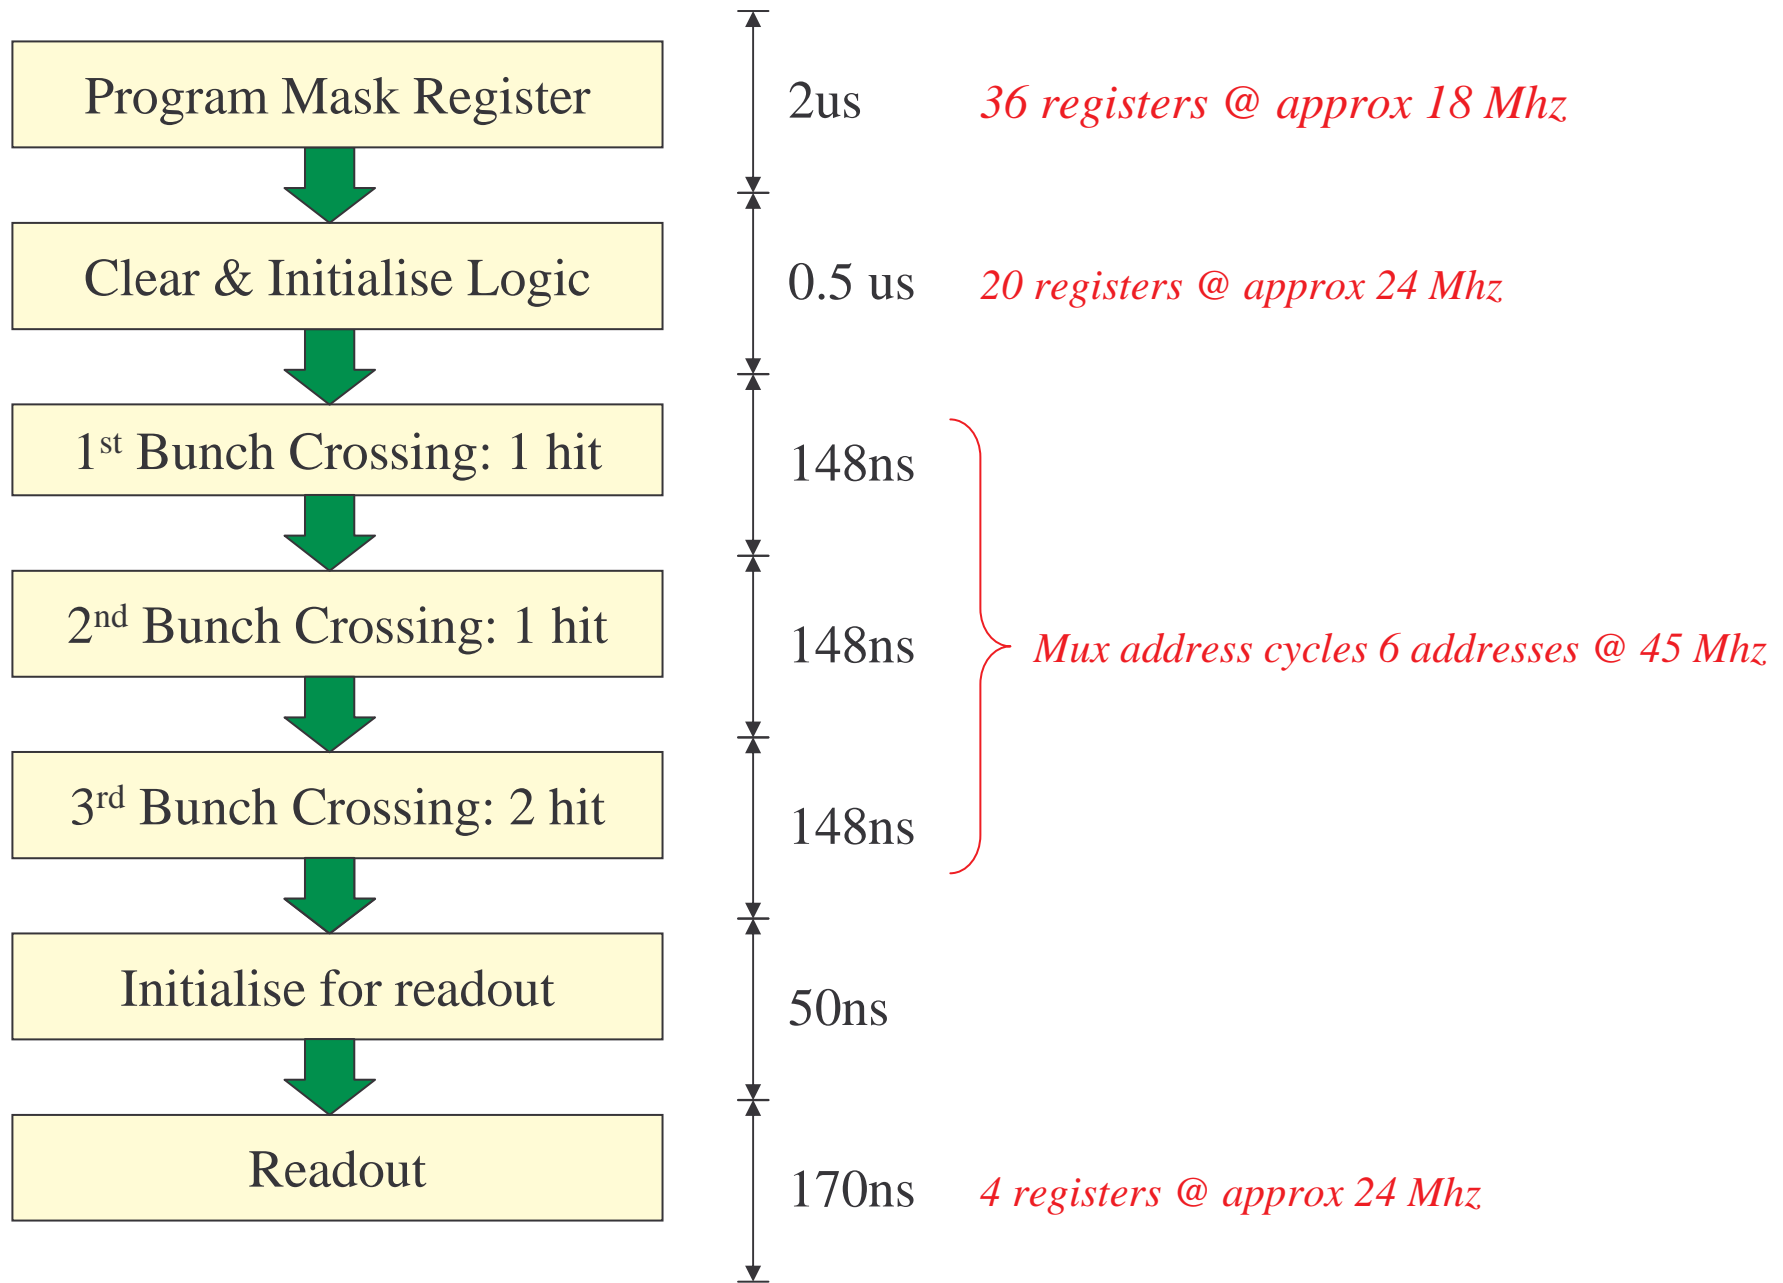 Program Mask Register
2us
36 registers @ approx 18 Mhz
Clear & Initialise Logic
0.5 us
20 registers @ approx 24 Mhz
1st Bunch Crossing: 1 hit
148ns
2nd Bunch Crossing: 1 hit
148ns
Mux address cycles 6 addresses @ 45 Mhz
3rd Bunch Crossing: 2 hit
148ns
Initialise for readout
50ns
Readout
170ns
4 registers @ approx 24 Mhz